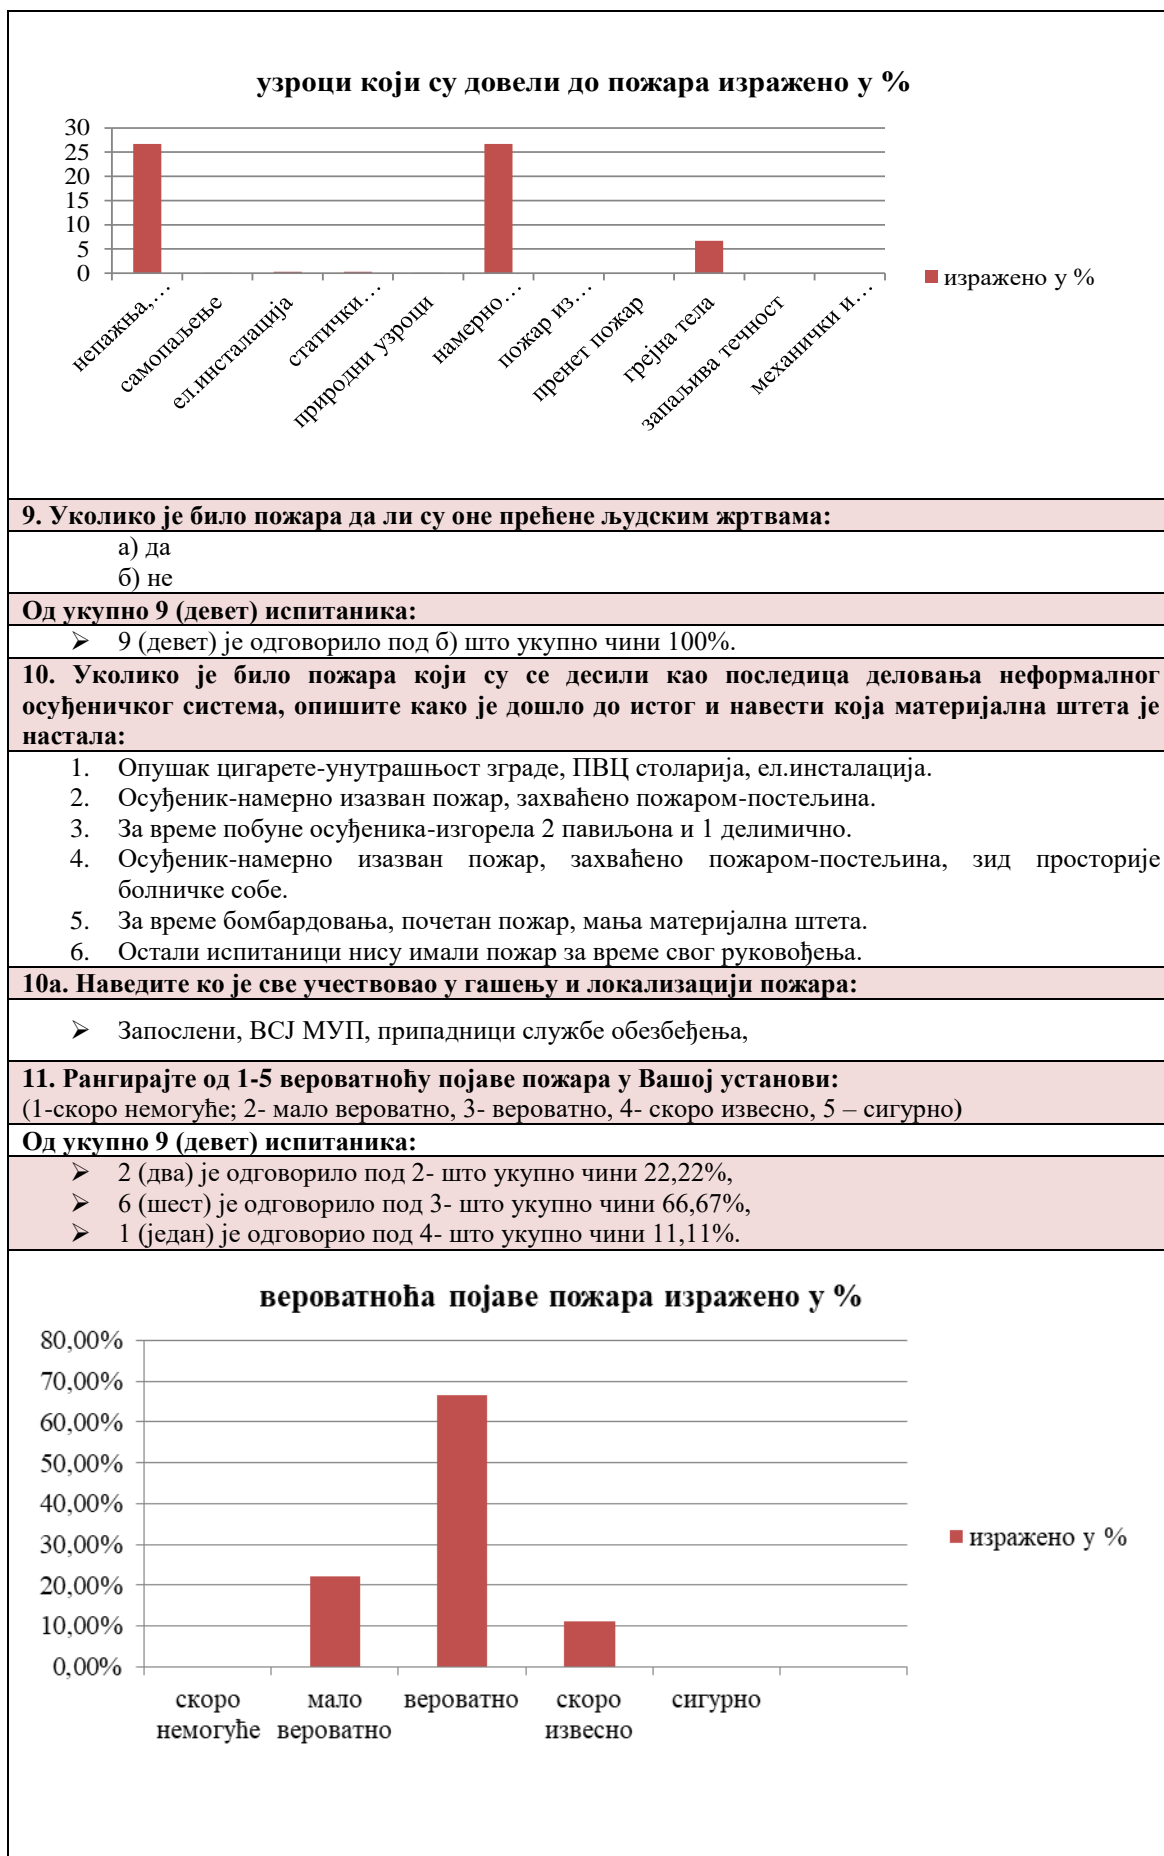 узроци који су довели до пожара изражено у %
30
25
20
15
10
5
0
непажња,...
самопаљење
ел.инсталација
статички...
природни узроци
намерно...
пожар из...
пренет пожар
грејна тела
запаљива течност
механички и...
изражено у %
9. Уколико је било пожара да ли су оне прећене људским жртвама:
а) да
б) не
Од укупно 9 (девет) испитаника:
➢ 9 (девет) је одговорило под б) што укупно чини 100%.
10. Уколико је било пожара који су се десили као последица деловања неформалног
осуђеничког система, опишите како је дошло до истог и навести која материјална штета је
настала:
1. Опушак цигарете-унутрашњост зграде, ПВЦ столарија, ел.инсталација.
2. Осуђеник-намерно изазван пожар, захваћено пожаром-постељина.
3. За време побуне осуђеника-изгорела 2 павиљона и 1 делимично.
4. Осуђеник-намерно изазван пожар, захваћено пожаром-постељина, зид просторије
болничке собе.
5. За време бомбардовања, почетан пожар, мања материјална штета.
6. Остали испитаници нису имали пожар за време свог руковођења.
10а. Наведите ко је све учествовао у гашењу и локализацији пожара:
➢ Запослени, ВСЈ МУП, припадници службе обезбеђења,
11. Рангирајте од 1-5 вероватноћу појаве пожара у Вашој установи:
(1-скоро немогуће; 2- мало вероватно, 3- вероватно, 4- скоро извесно, 5 – сигурно)
Од укупно 9 (девет) испитаника:
➢ 2 (два) је одговорило под 2- што укупно чини 22,22%,
➢ 6 (шест) је одговорило под 3- што укупно чини 66,67%,
➢ 1 (један) је одговорио под 4- што укупно чини 11,11%.
вероватноћа појаве пожара изражено у %
80,00%
70,00%
60,00%
50,00%
40,00%
30,00%
20,00%
10,00%
0,00%
скоро
немогуће
мало
вероватно
вероватно
скоро
извесно
сигурно
изражено у %